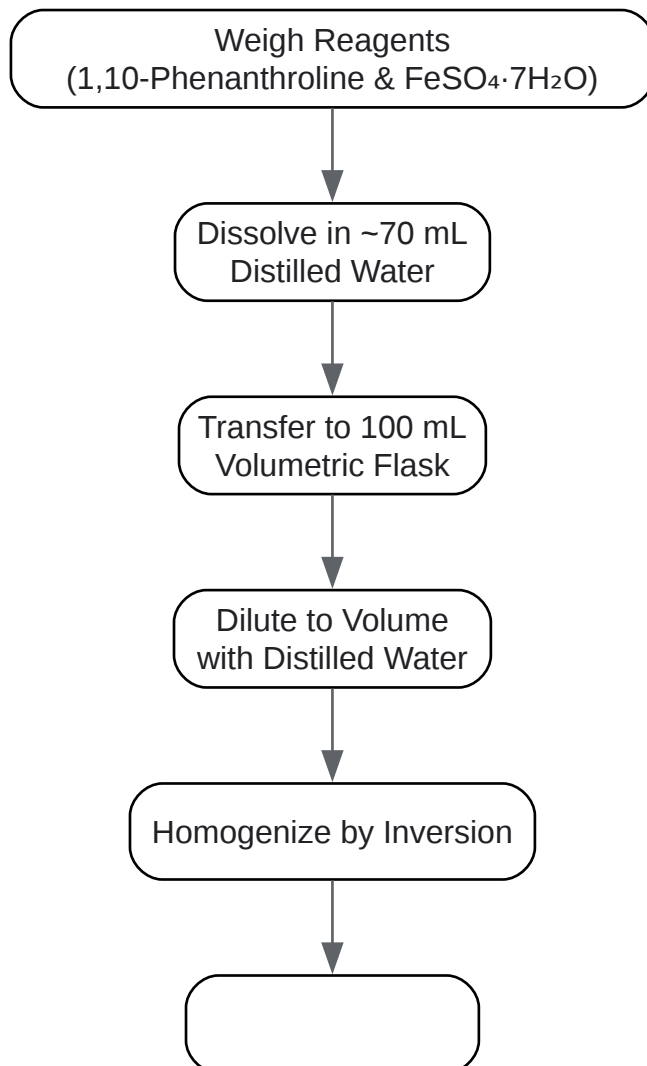 Weigh Reagents
(1,10-Phenanthroline & FeSO₄·7H₂O)
Dissolve in ~70 mL
Distilled Water
Transfer to 100 mL
Volumetric Flask
Dilute to Volume
with Distilled Water
Homogenize by Inversion